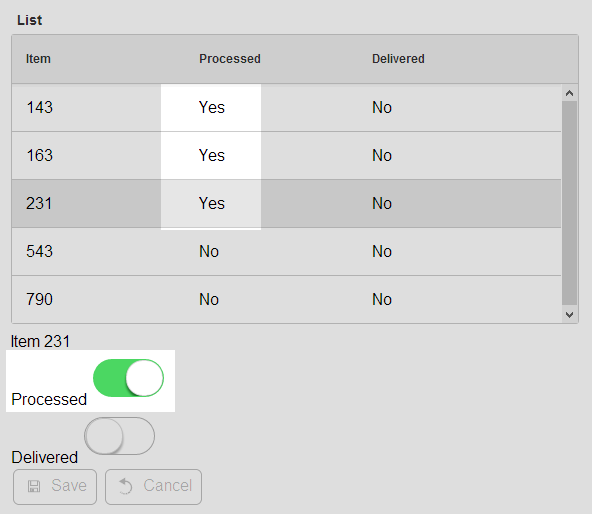 List
Item Processed Delivered
143 Yes No
163 Yes No
231 Yes No
543 No No
790 No No
Item 231
Processed
Delivered
Save Cancel